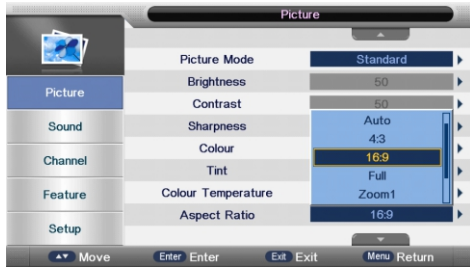 Picture
Picture
Sound
Channel
Feature
Setup
Picture Mode Standard
Brightness 50
Contrast 50
Sharpness
Colour
Tint
Colour Temperature
Aspect Ratio 16:9
Auto
4:3
16:9
Full
Zoom1
Move Enter Enter Exit Exit Menu Return